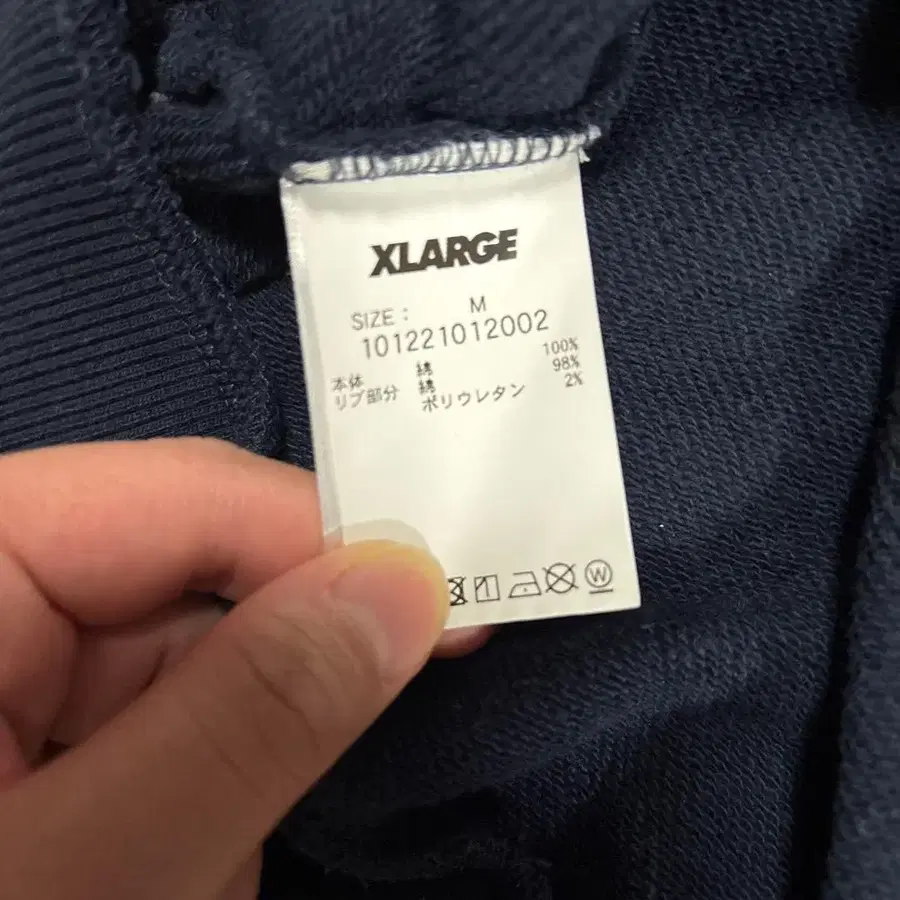 XLARGE
SIZE : M
101221012002
本体 綿 100%
リブ部分 綿 98%
ポリウレタン 2%
W